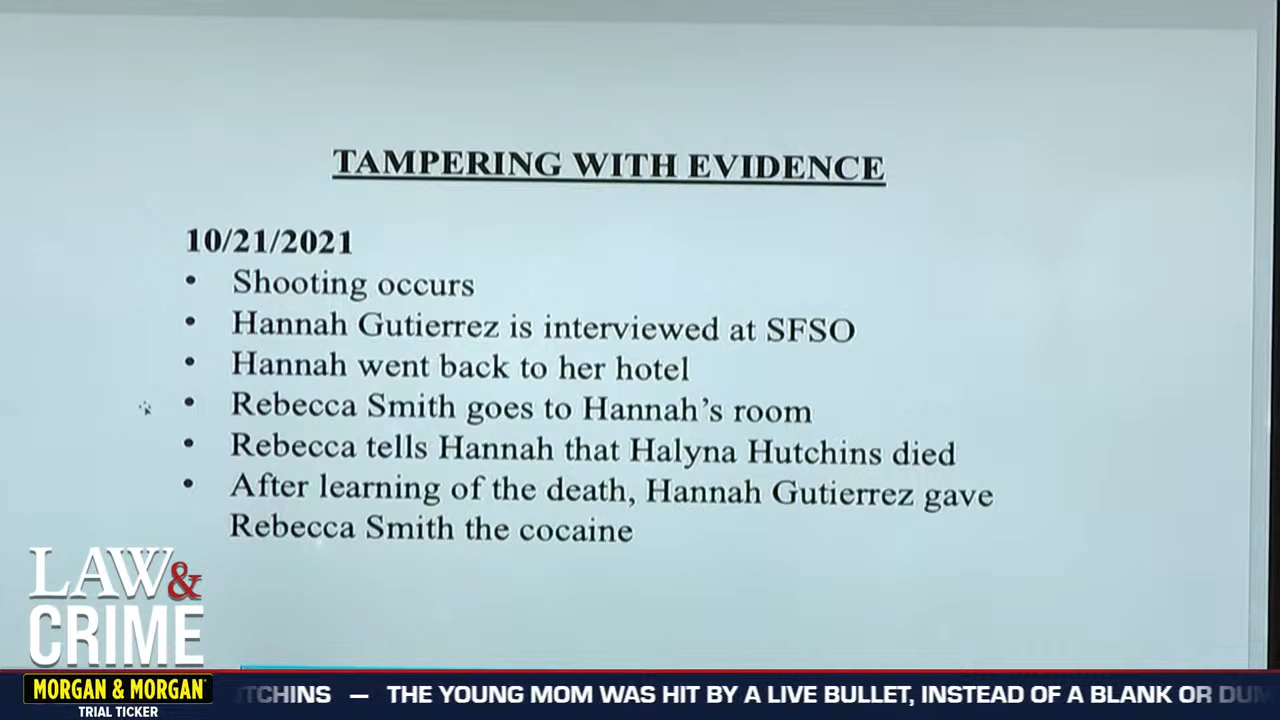 TAMPERING WITH EVIDENCE
10/21/2021
• Shooting occurs
• Hannah Gutierrez is interviewed at SFSO
• Hannah went back to her hotel
• Rebecca Smith goes to Hannah's room
• Rebecca tells Hannah that Halyna Hutchins died
• After learning of the death, Hannah Gutierrez gave
Rebecca Smith the cocaine
LAW&
CRIME
MORGAN & MORGAN
TRIAL TICKER
TCHINS — THE YOUNG MOM WAS HIT BY A LIVE BULLET, INSTEAD OF A BLANK OR